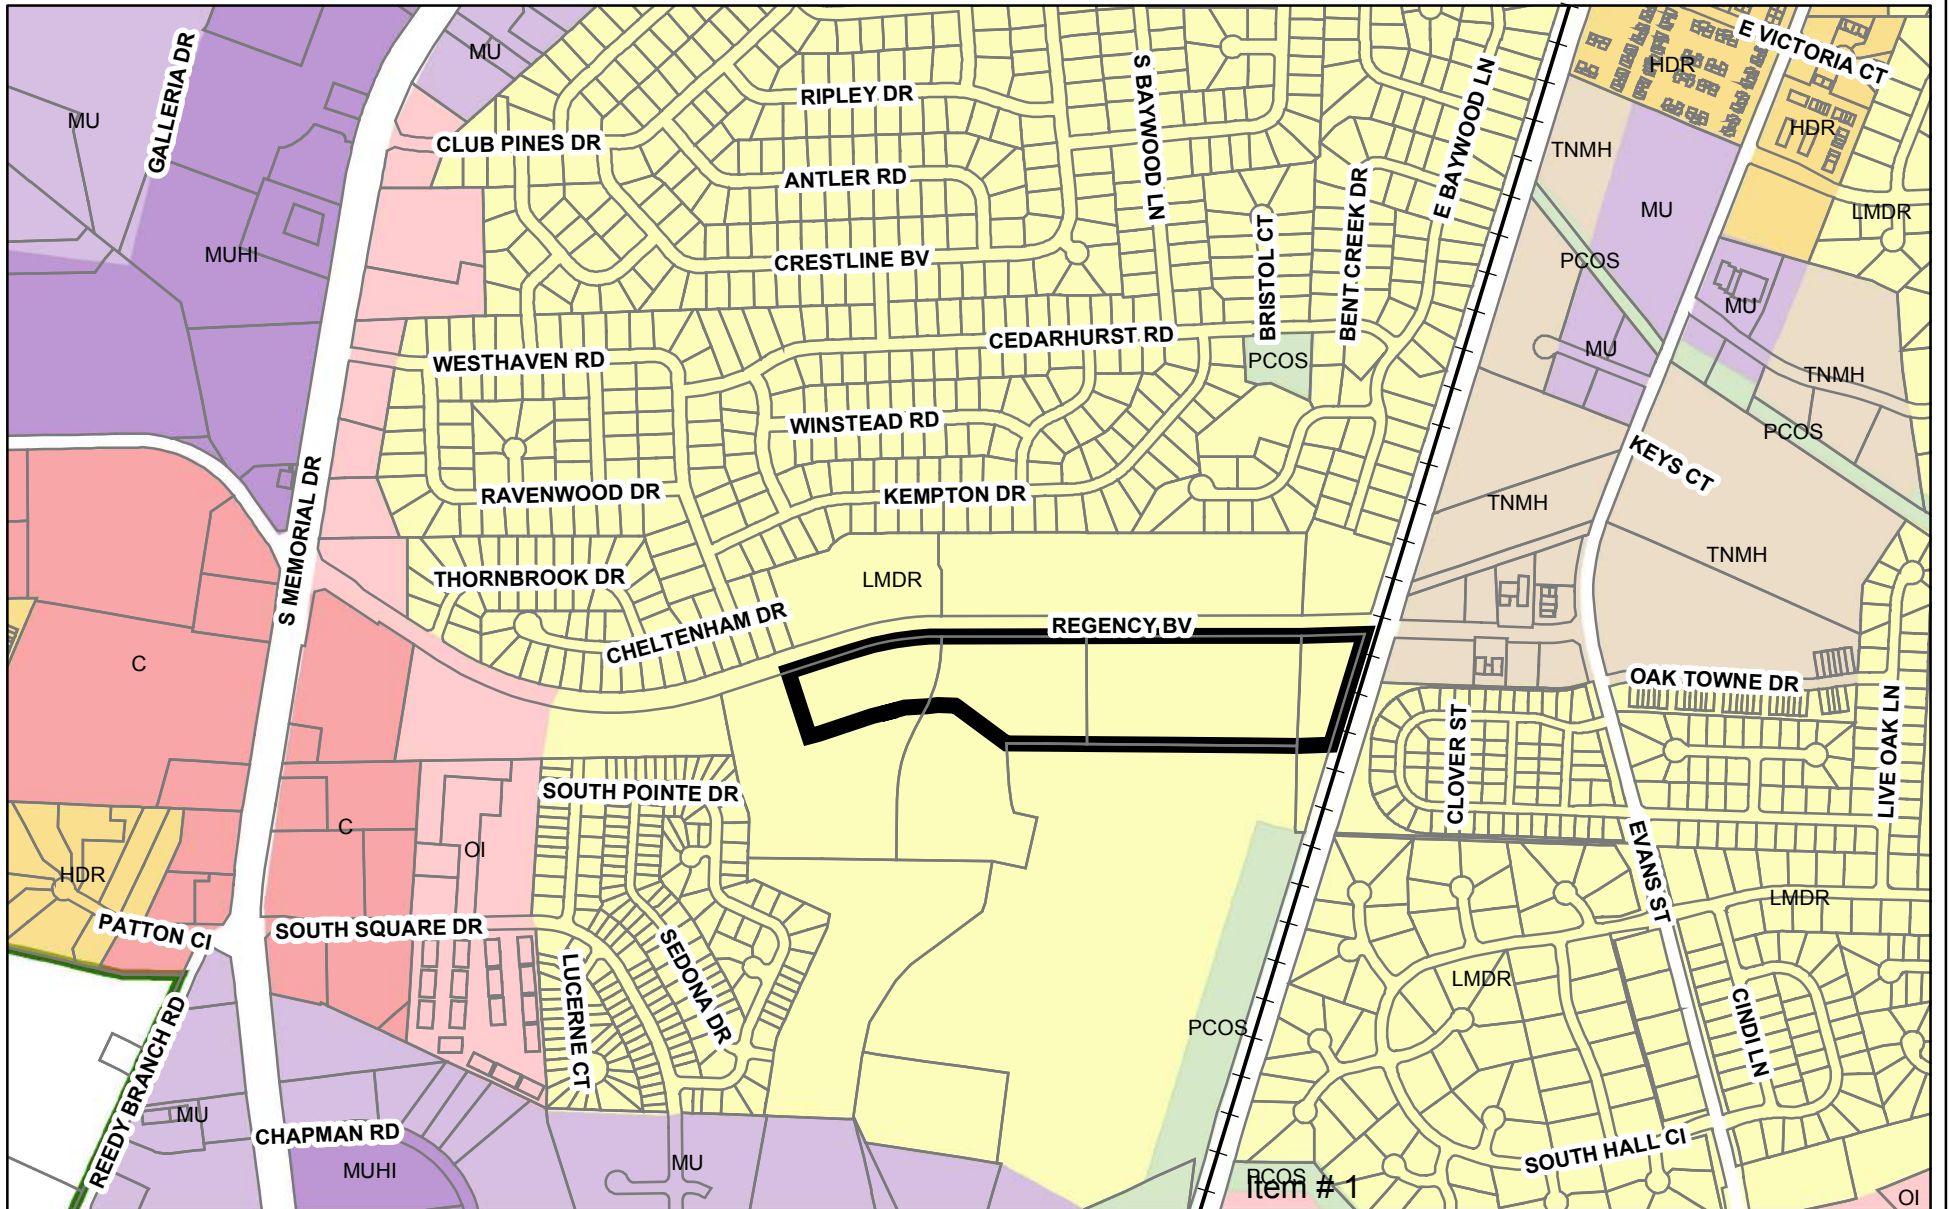 E VICTORIA CT
MU
GALLERIA DR
HDR
S BAYWOOD LN
RIPLEY DR
E BAYWOOD LN
MU
HDR
CLUB PINES DR
TNMH
ANTLER RD
BENT CREEK DR
MU
LMDR
BRISTOL CT
MUHI
CRESTLINE BV
PCOS
MU
CEDARHURST RD
MU
WESTHAVEN RD
PCOS
TNMH
WINSTEAD RD
PCOS
KEYS CT
RAVENWOOD DR
KEMPTON DR
TNMH
S MEMORIAL DR
TNMH
THORNBROOK DR
LMDR
REGENCY BV
CHELTENHAM DR
C
OAK TOWNE DR
LIVE OAK LN
CLOVER ST
SOUTH POINTE DR
C
OI
EVANS ST
HDR
LMDR
PATTON CI
SOUTH SQUARE DR
LMDR
SEDONA DR
LUCERNE CT
PCOS
CINDI LN
REEDY BRANCH RD
MU
CHAPMAN RD
SOUTH HALL CI
MUHI
MU
PCOS
Item # 1
OI